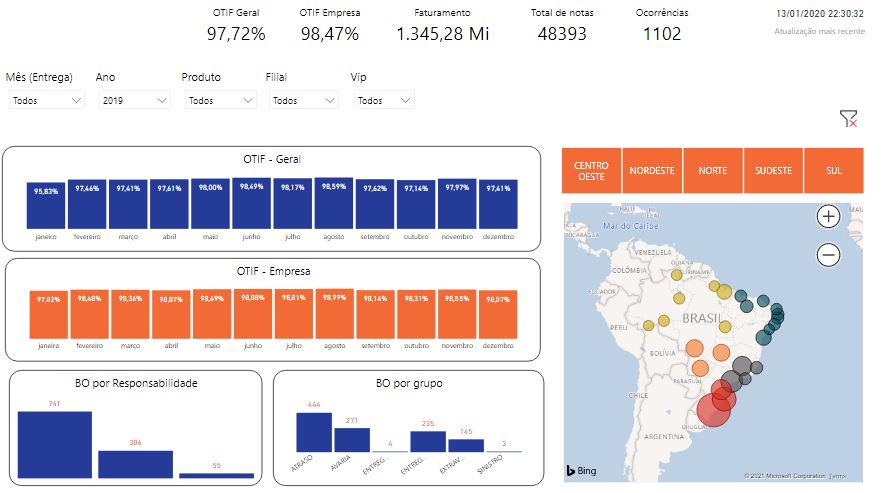 OTIF Geral
97,72%
OTIF Empresa
98,47%
Faturamento
1.345,28 Mi
Total de notas
48393
Ocorrências
1102
13/01/2020 22:30:32
Atualização mais recente
Mês (Entrega)
Todos
Ano
2019
Produto
Todos
Filial
Todos
Vip
Todos
OTIF - Geral
95,83% 97,46% 97,41% 97,61% 98,00% 98,49% 98,17% 98,59% 97,62% 97,14% 97,97% 97,41%
janeiro fevereiro março abril maio junho julho agosto setembro outubro novembro dezembro
OTIF - Empresa
97,82% 98,48% 98,36% 98,07% 98,69% 98,88% 98,81% 98,99% 98,14% 98,31% 98,55% 98,07%
janeiro fevereiro março abril maio junho julho agosto setembro outubro novembro dezembro
BO por Responsabilidade
741
306
55
BO por grupo
444
271
4
235
145
3
ATRASO
AVARIA
ENTREG...
ENTREG...
EXTRAV...
SINISTRO
CENTRO
OESTE
NORDESTE
NORTE
SUDESTE
SUL
HAITI
PR
JAMAICA
Mar do Caribe
NICARÁGUA
VENEZUELA
GUIANA
SURINAME
COLÔMBIA
PERU
BRASIL
BOLÍVIA
PARAGUAI
CHILE
URUGUAI
ARGENTINA
Bing
© 2021 Microsoft Corporation Terms